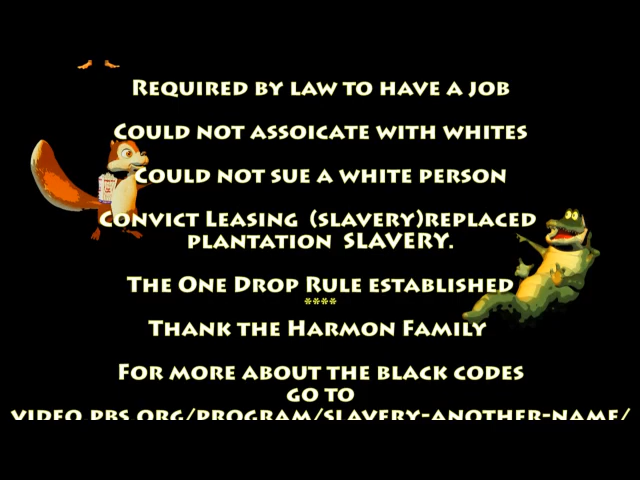 Required by law to have a job
Could not assoicate with whites
Could not sue a white person
Convict Leasing (slavery)replaced
plantation SLAVERY.
The One Drop Rule established
****
Thank the Harmon Family
For more about the black codes
go to
video.pbs.org/program/slavery-another-name/